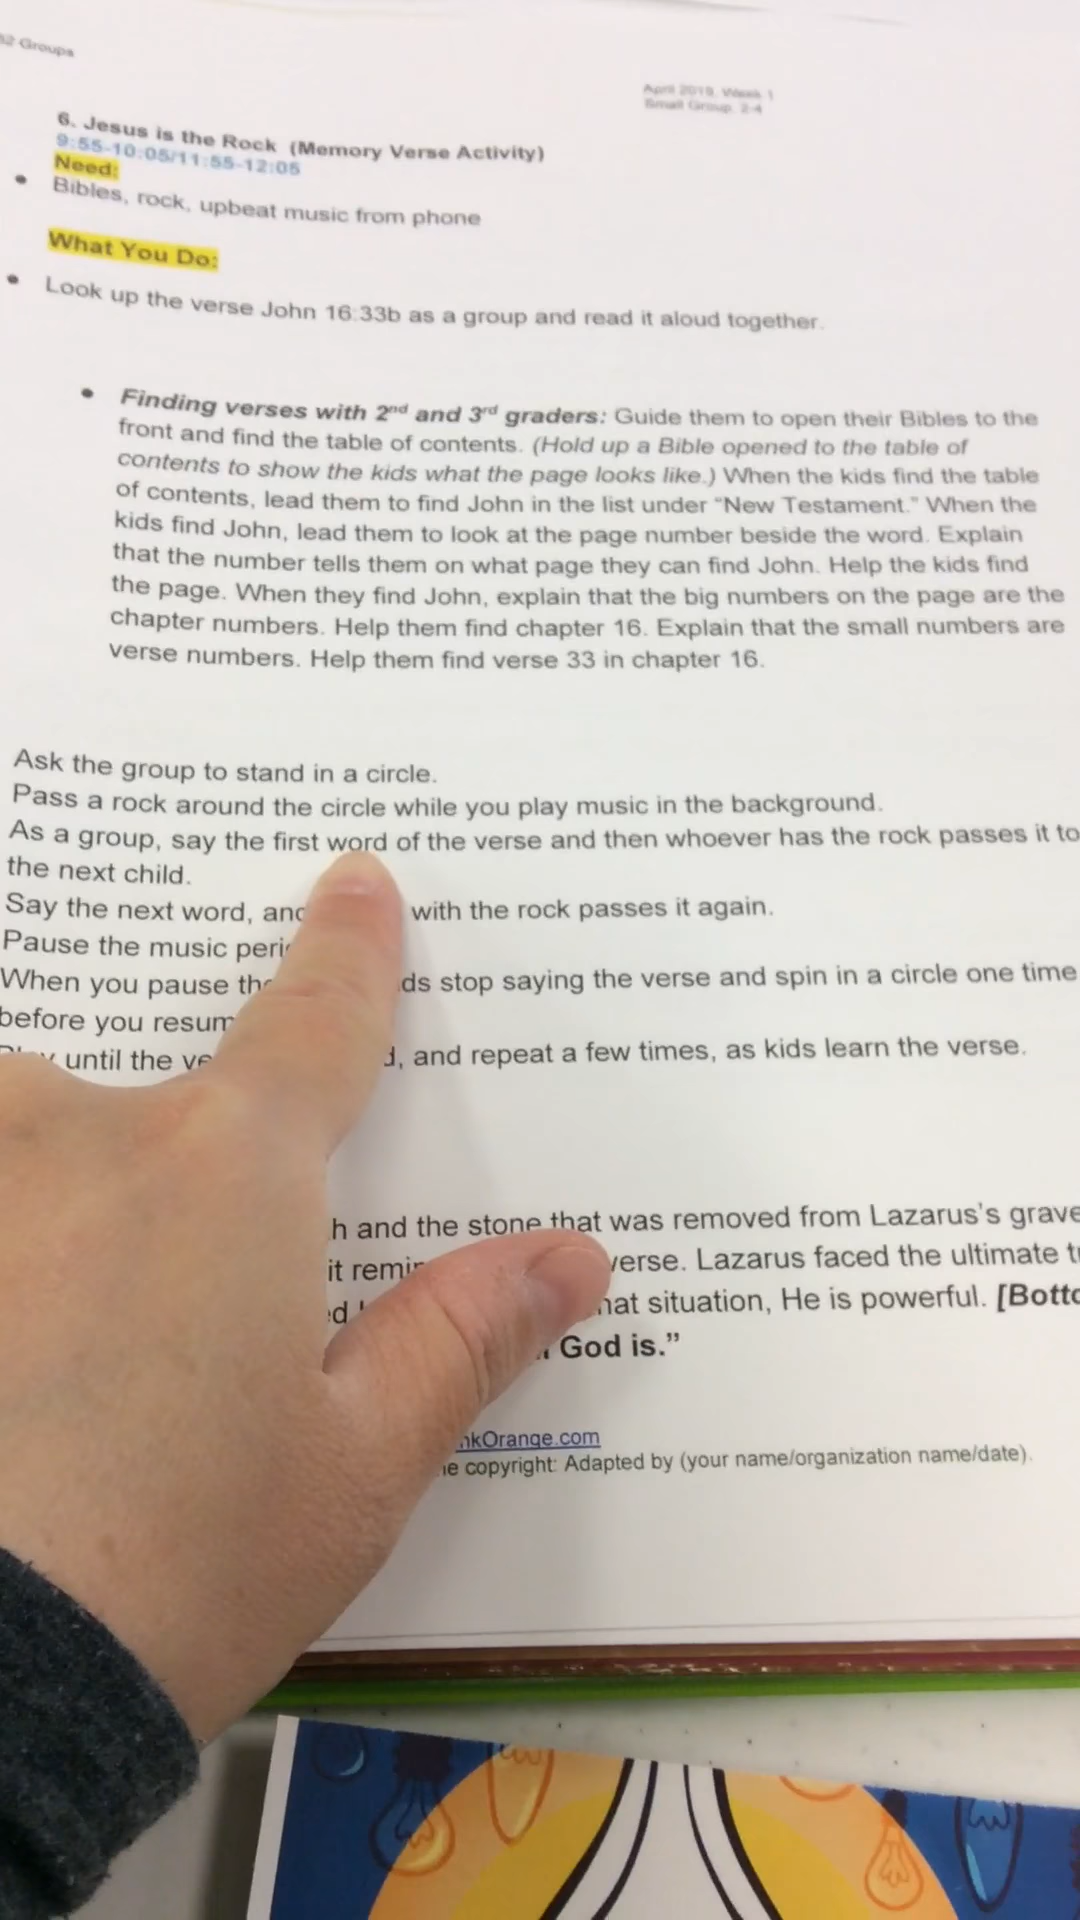 52 Groups
April 2019, Week 1
Small Group, 2-4
6. Jesus is the Rock (Memory Verse Activity)
9:55-10:05/11:55-12:05
Need:
• Bibles, rock, upbeat music from phone
What You Do:
• Look up the verse John 16:33b as a group and read it aloud together.
• Finding verses with 2nd and 3rd graders: Guide them to open their Bibles to the
front and find the table of contents. (Hold up a Bible opened to the table of
contents to show the kids what the page looks like.) When the kids find the table
of contents, lead them to find John in the list under “New Testament.” When the
kids find John, lead them to look at the page number beside the word. Explain
that the number tells them on what page they can find John. Help the kids find
the page. When they find John, explain that the big numbers on the page are the
chapter numbers. Help them find chapter 16. Explain that the small numbers are
verse numbers. Help them find verse 33 in chapter 16.
Ask the group to stand in a circle.
Pass a rock around the circle while you play music in the background.
As a group, say the first word of the verse and then whoever has the rock passes it to
the next child.
Say the next word, and with the rock passes it again.
Pause the music
When you pause stop saying the verse and spin in a circle one time
before you
until the and repeat a few times, as kids learn the verse.
and the stone that was removed from Lazarus’s grave
it verse. Lazarus faced the ultimate
situation, He is powerful. [Botto
God is.”
nkOrange.com
copyright: Adapted by (your name/organization name/date).